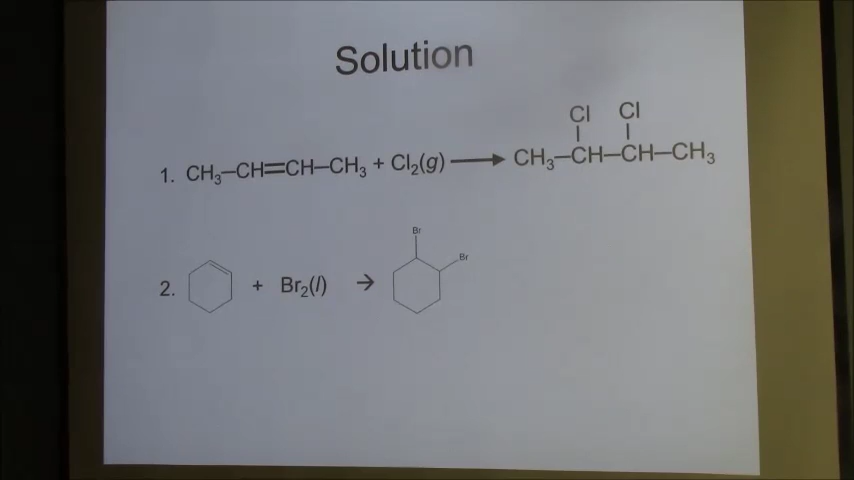 Solution
Cl Cl
1. CH₃–CH=CH–CH₃ + Cl₂(g) ⟶ CH₃–CH–CH–CH₃
Br
Br
2. + Br₂(l) →